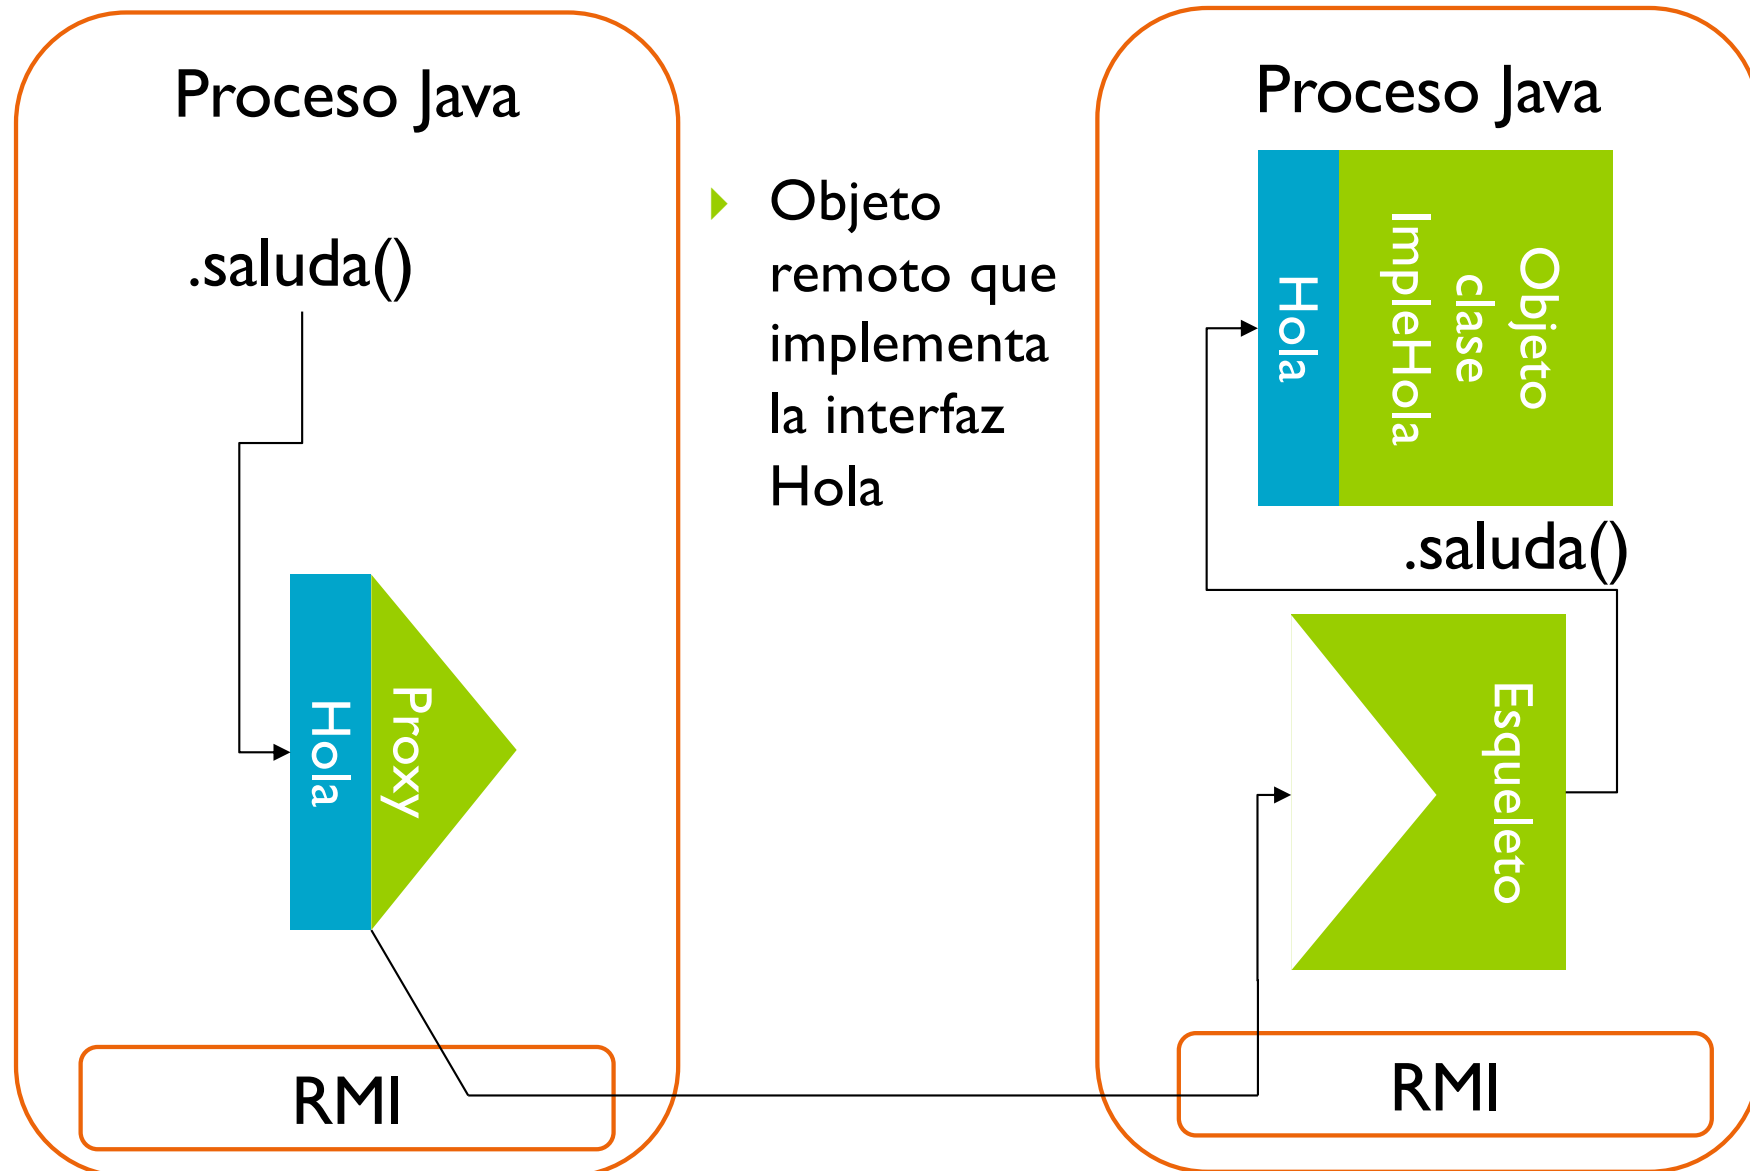 Proceso Java
.saluda()
Hola
Proxy
RMI
Objeto
remoto que
implementa
la interfaz
Hola
Proceso Java
Hola
Objeto
clase
ImpleHola
.saluda()
Esqueleto
RMI